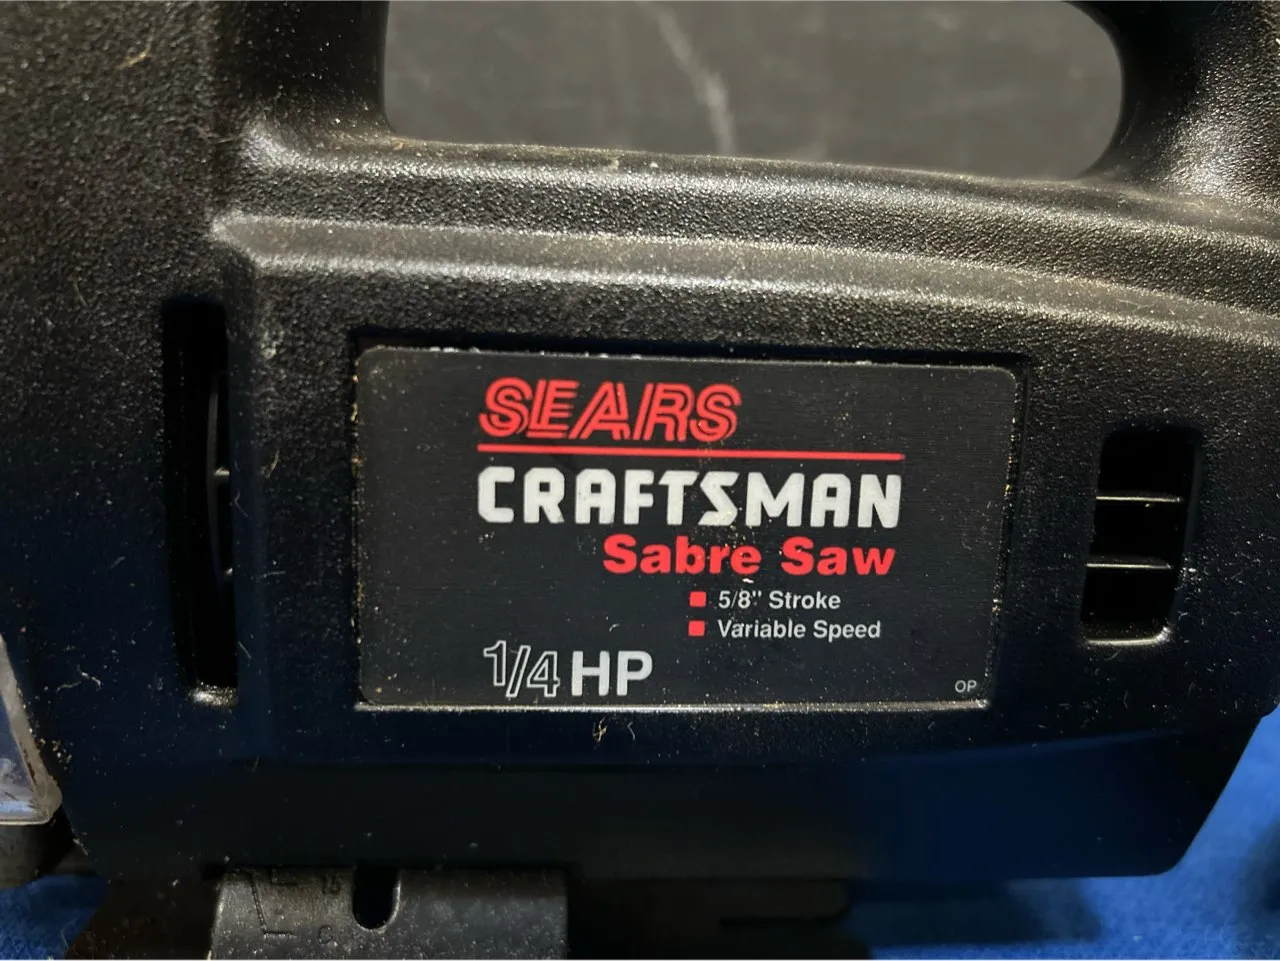 SEARS
CRAFTSMAN
Sabre Saw
5/8" Stroke
Variable Speed
1/4 HP
OP